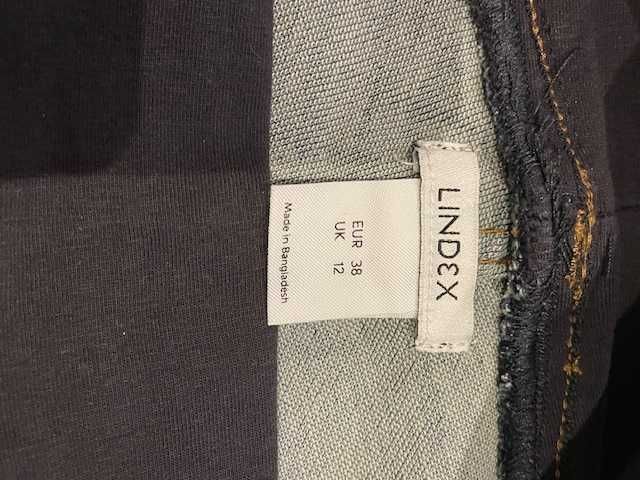 LINDEX
EUR 38
UK 12
Made in Bangladesh